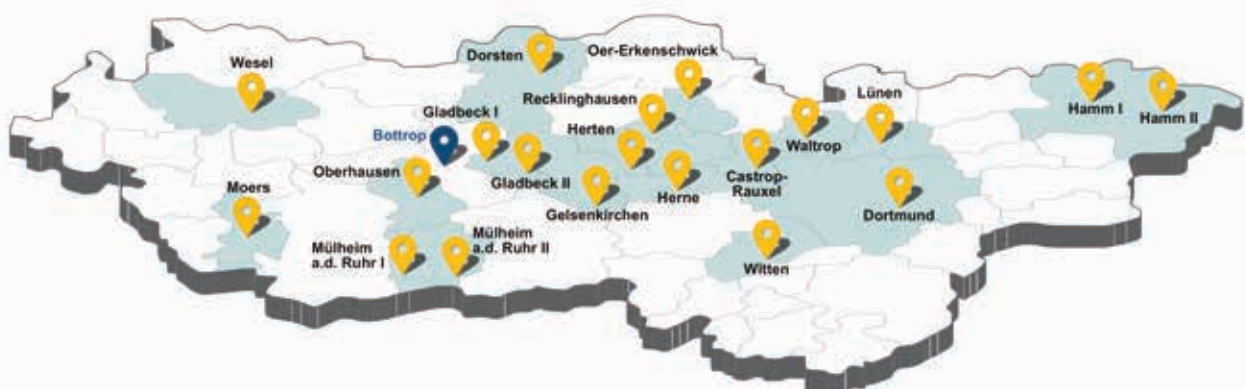 Dorsten
Oer-Erkenschwick
Wesel
Recklinghausen
Lünen
Gladbeck I
Hamm I
Hamm II
Bottrop
Herten
Waltrop
Oberhausen
Gladbeck II
Castrop-
Rauxel
Moers
Herne
Gelsenkirchen
Dortmund
Mülheim
a.d. Ruhr I
Mülheim
a.d. Ruhr II
Witten